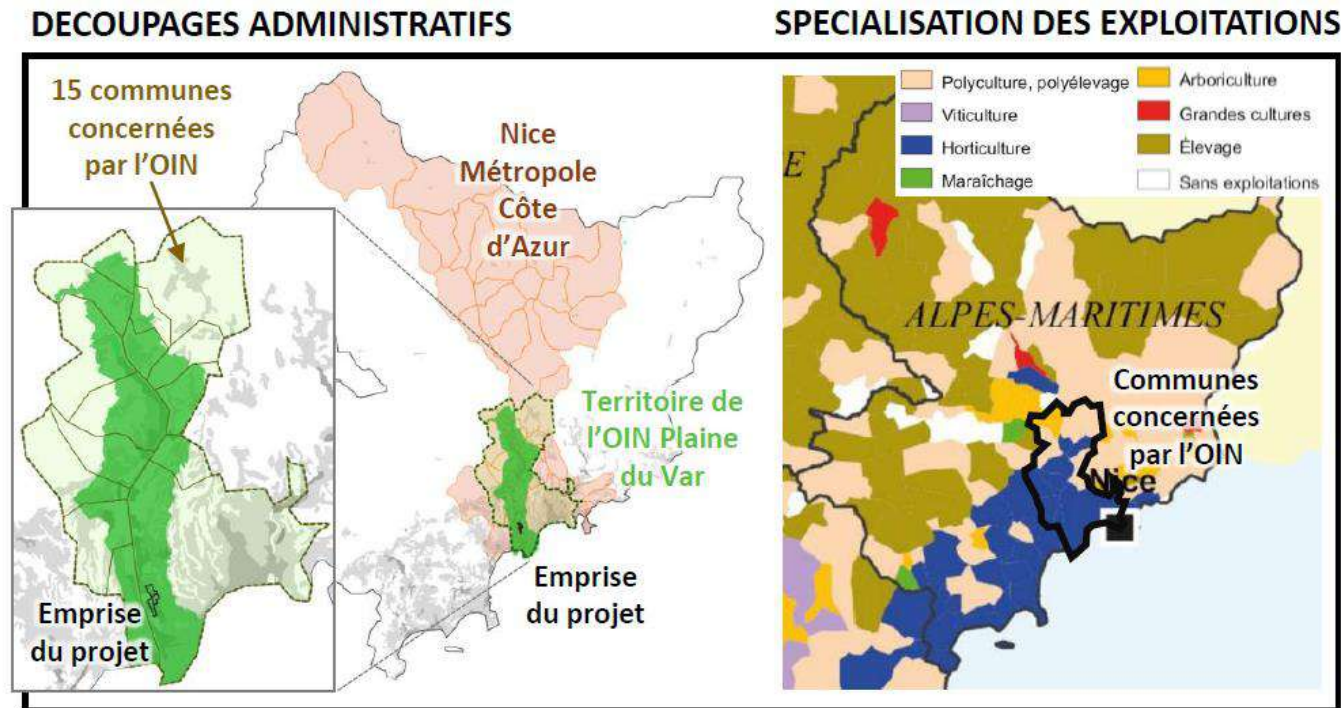 DECOUPAGES ADMINISTRATIFS
SPECIALISATION DES EXPLOITATIONS
15 communes
concernées
par l'OIN
Nice
Métropole
Côte
d'Azur
Territoire de
l'OIN Plaine
du Var
Emprise
du projet
Emprise
du projet
Polyculture, polyélevage
Viticulture
Horticulture
Maraîchage
Arboriculture
Grandes cultures
Élevage
Sans exploitations
E
ALPES-MARITIMES
Communes
concernées
par l'OIN
Nice